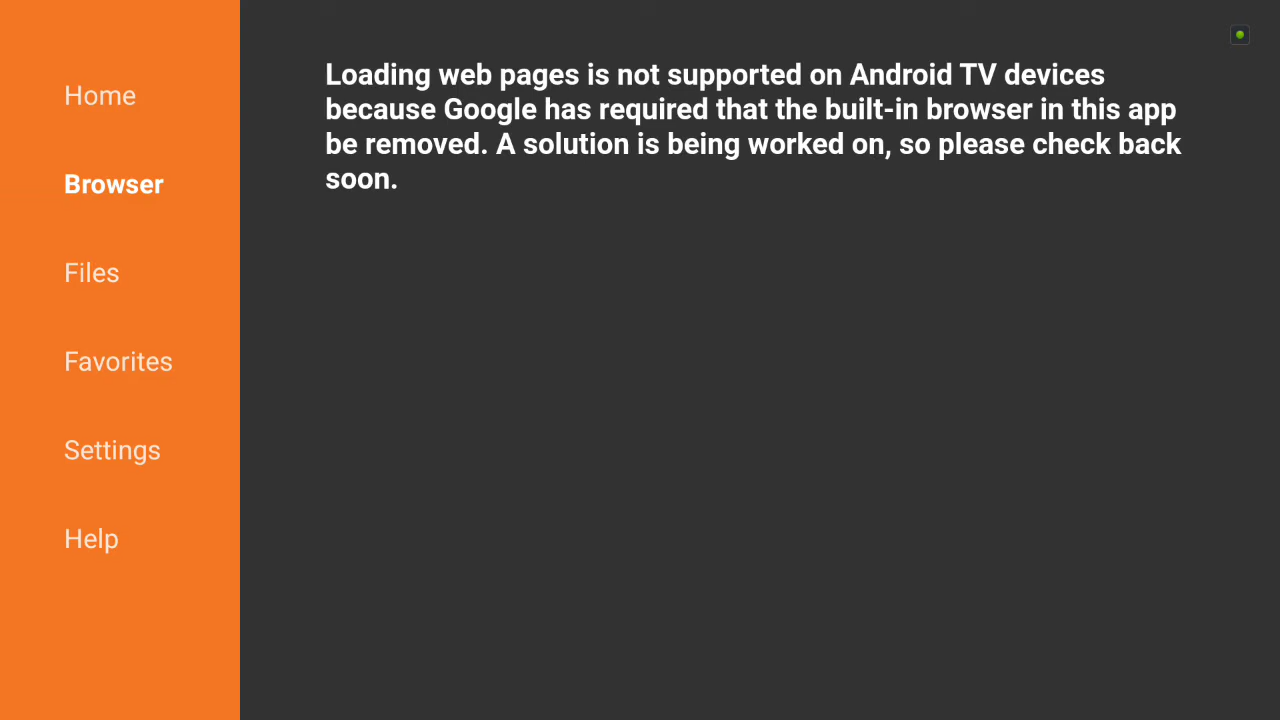 Home
Browser
Files
Favorites
Settings
Help
Loading web pages is not supported on Android TV devices
because Google has required that the built-in browser in this app
be removed. A solution is being worked on, so please check back
soon.